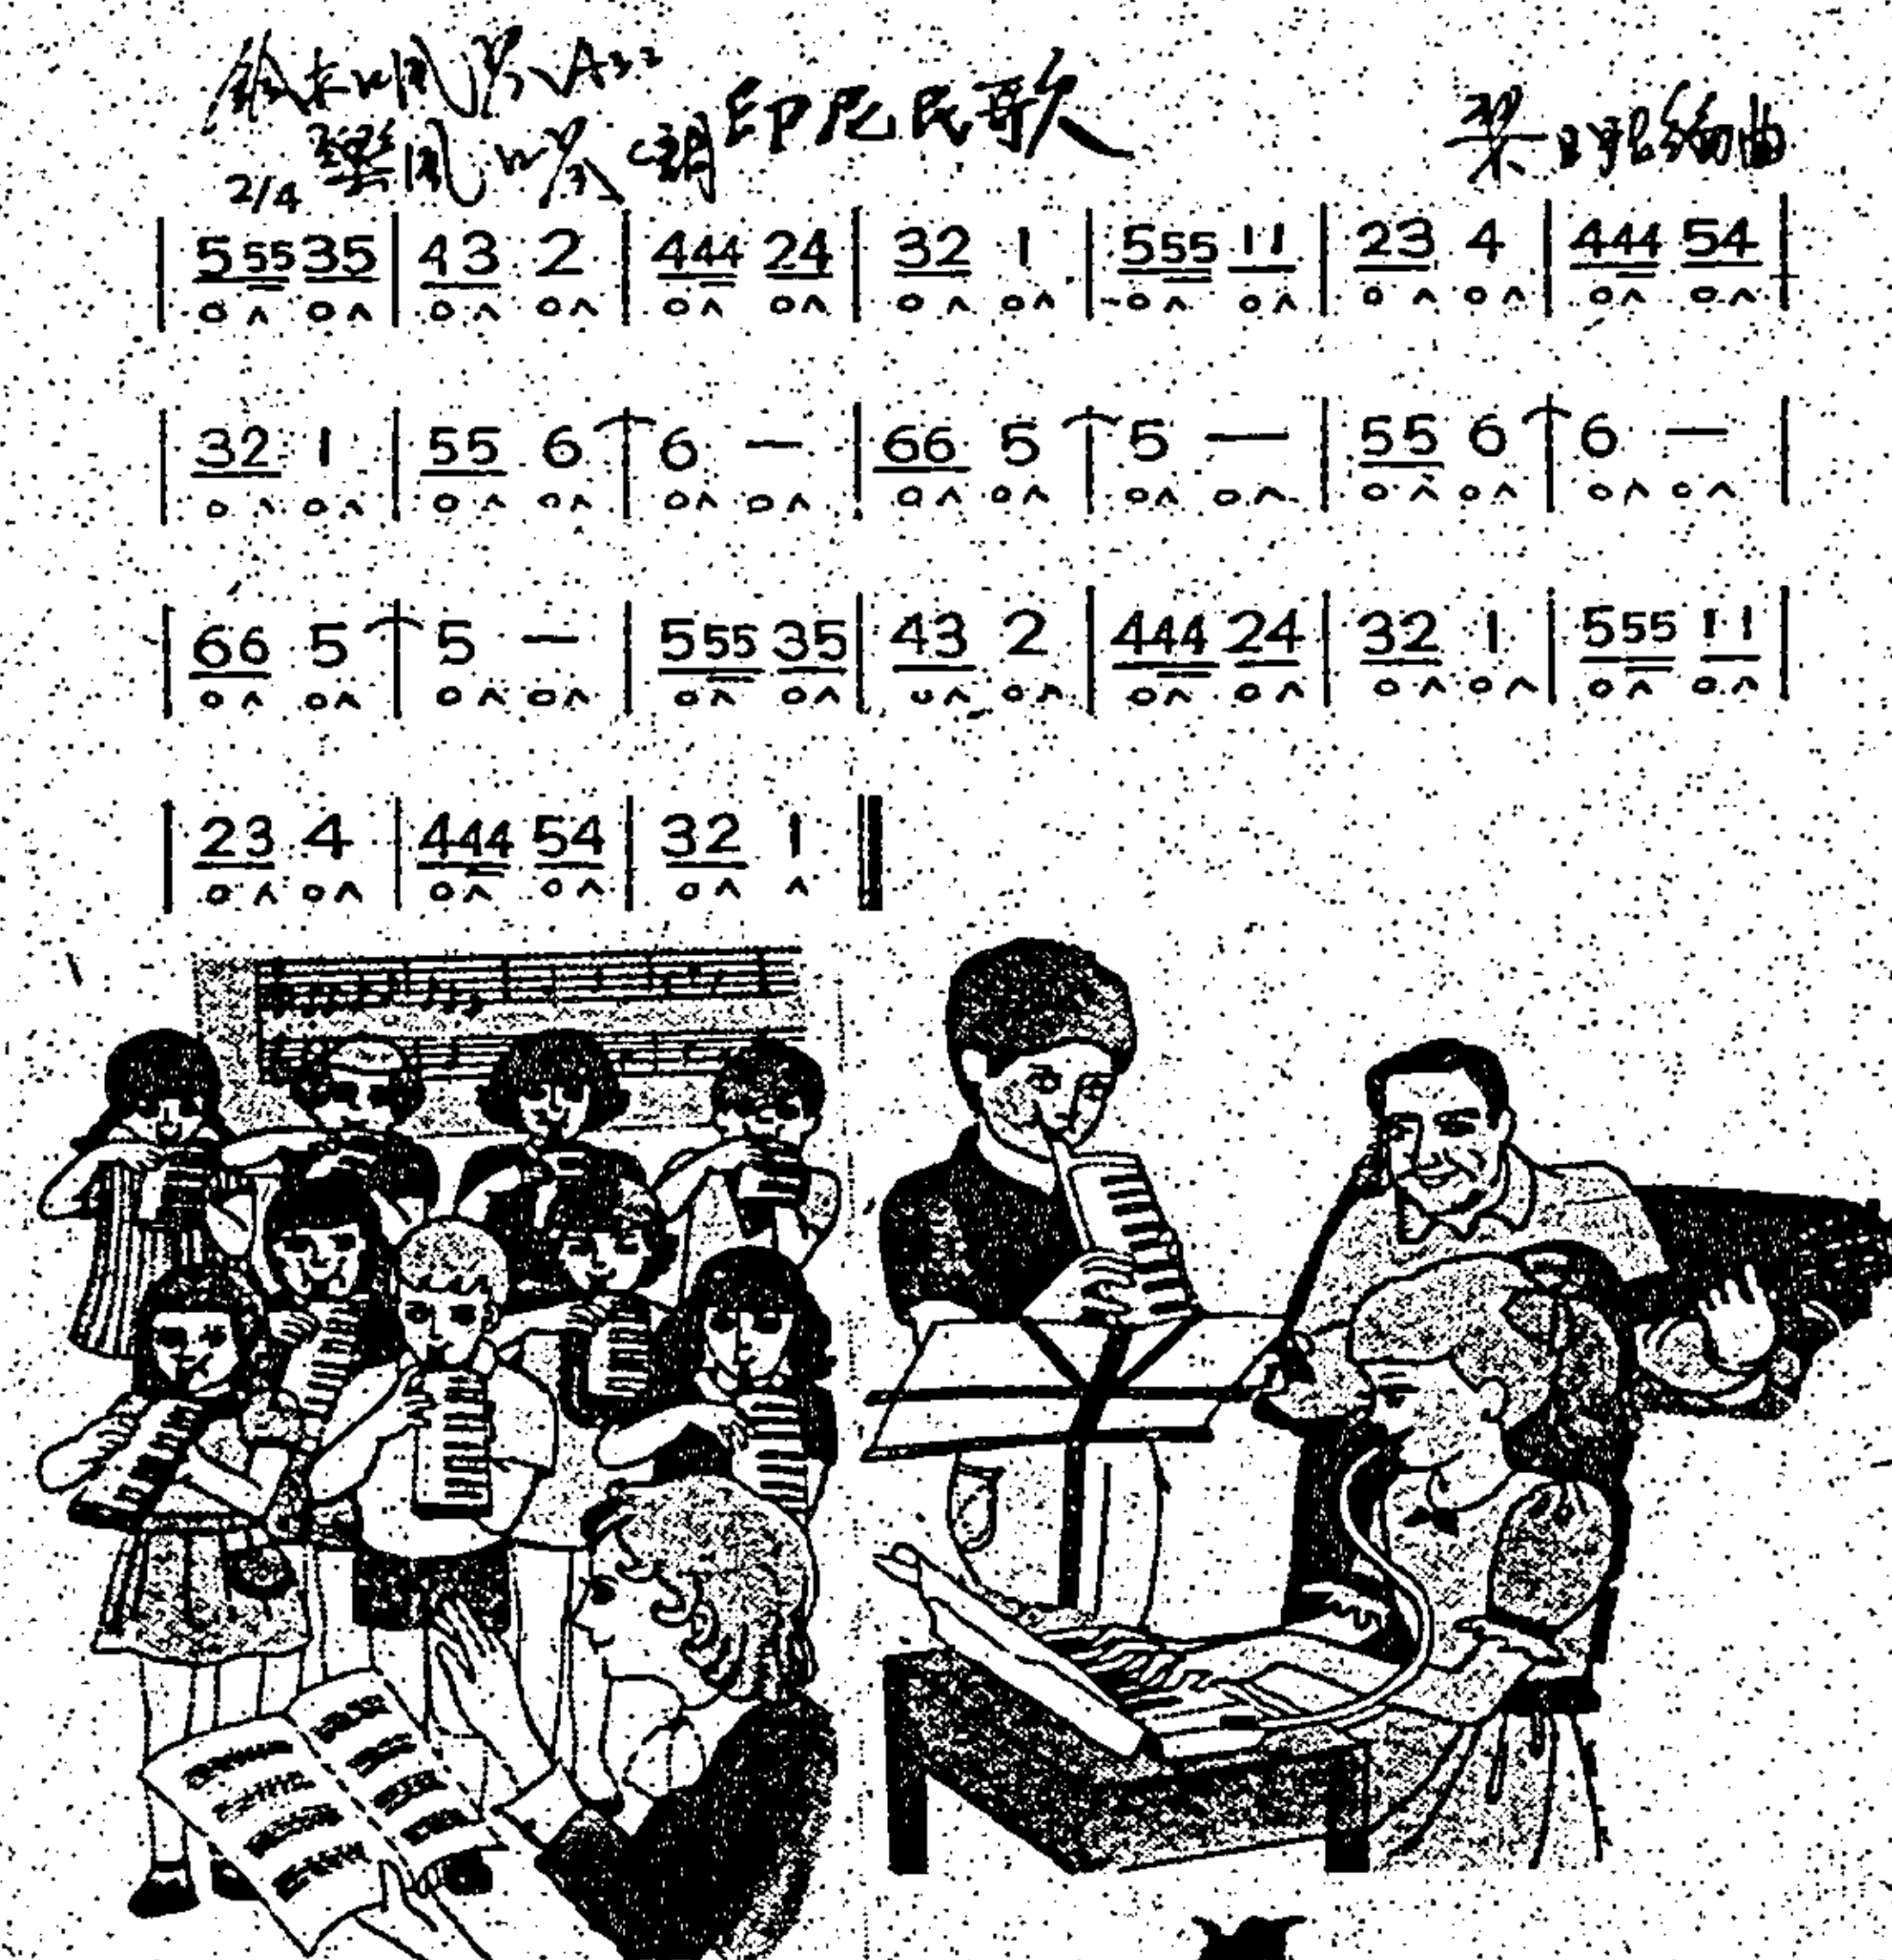 印尼民歌
編曲
2/4
| 5 55 35 | 43 2 | 444 24 | 32 1 | 555 11 | 23 4 | 444 54 |
o ^ o ^ o ^ o ^ o ^ o ^ o ^ o ^ o ^ o ^ o ^ o ^ o ^ o ^
| 32 1 | 55 6 | 6 — | 66 5 | 5 — | 55 6 | 6 — |
o ^ o ^ o ^ o ^ o ^ o ^ o ^ o ^ o ^ o ^ o ^ o ^ o ^ o ^
| 66 5 | 5 — | 555 35 | 43 2 | 444 24 | 32 1 | 555 11 |
o ^ o ^ o ^ o ^ o ^ o ^ o ^ o ^ o ^ o ^ o ^ o ^ o ^ o ^
| 23 4 | 444 54 | 32 1 |
o ^ o ^ o ^ o ^ o ^ ^